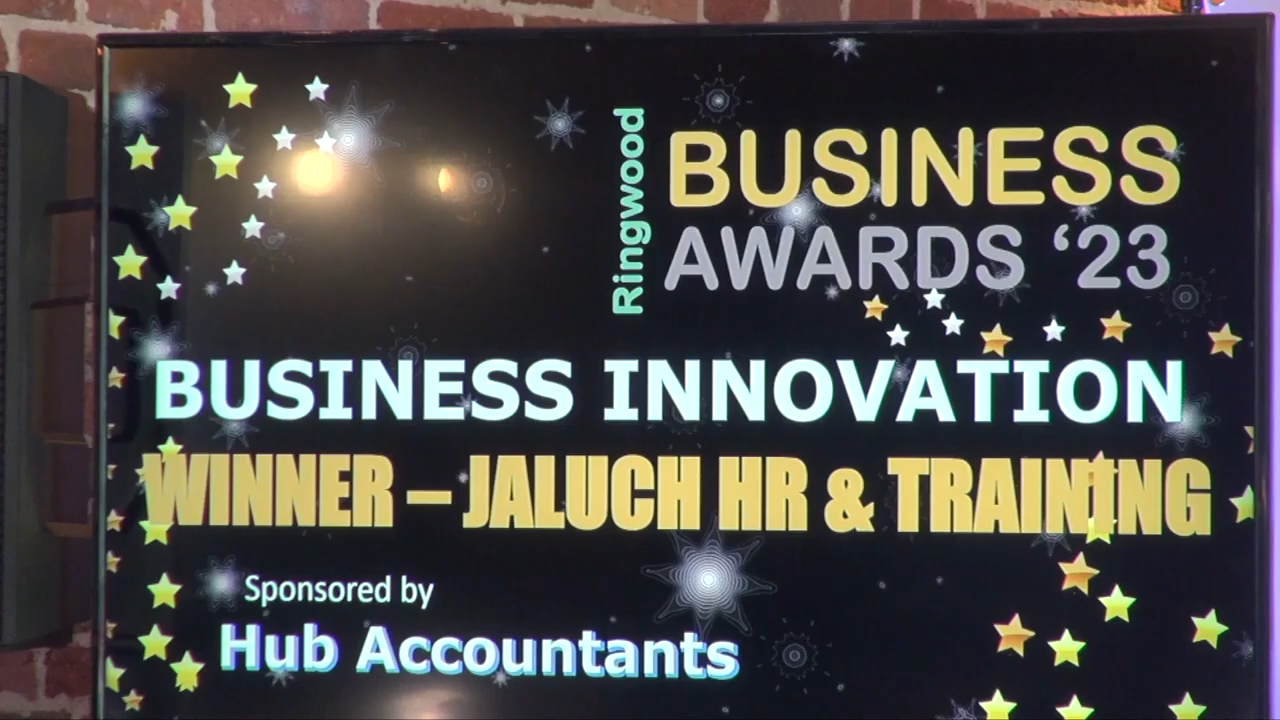 Ringwood
BUSINESS
AWARDS ‘23
BUSINESS INNOVATION
WINNER – JALUCH HR & TRAINING
Sponsored by
Hub Accountants